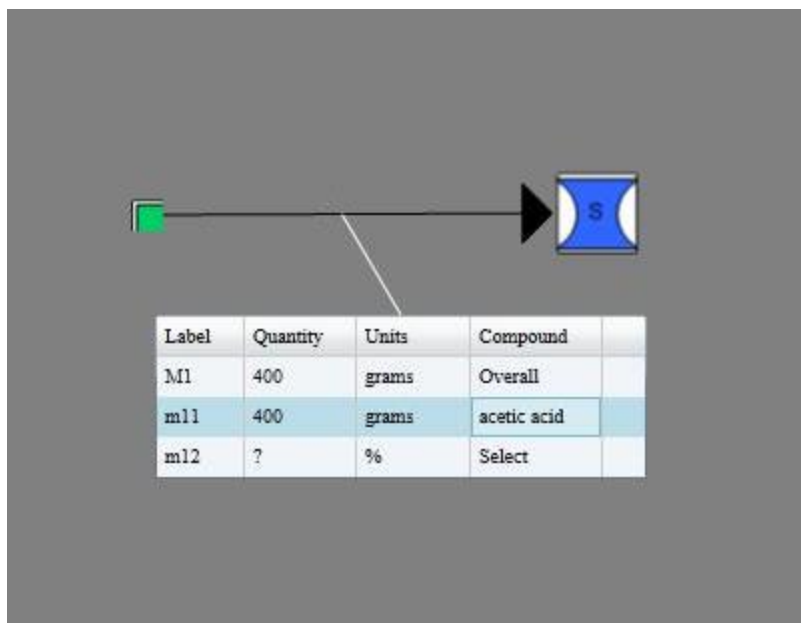 S
Label Quantity Units Compound
M1 400 grams Overall
m11 400 grams acetic acid
m12 ? % Select